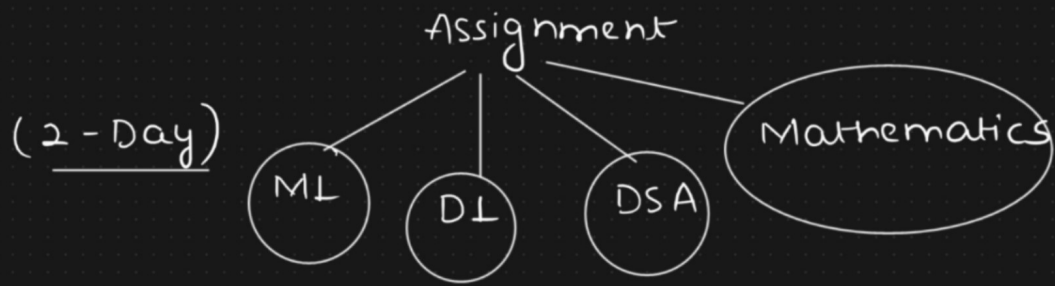 Assignment
(2-Day)
ML
DL
DSA
Mathematics